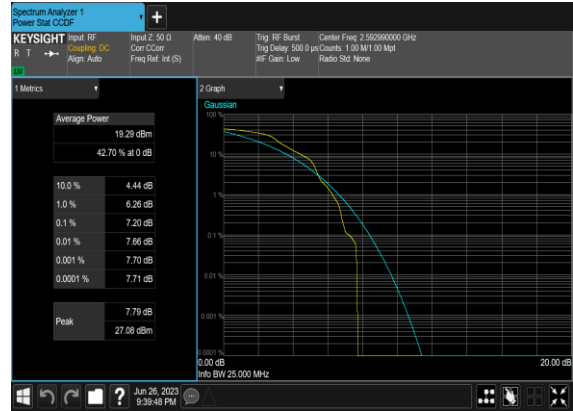 Spectrum Analyzer 1
Power Stat CCDF
+
KEYSIGHT
R T
LXI
Input: RF
Coupling: DC
Align: Auto
Input Z: 50 Ω
Corr CCorr
Freq Ref: Int (S)
Atten: 40 dB
Trig: RF Burst
Trig Delay: 500.0 µs
#IF Gain: Low
Center Freq: 2.592990000 GHz
Counts: 1.00 M/1.00 Mpt
Radio Std: None
1 Metrics
Average Power
19.29 dBm
42.70 % at 0 dB
10.0 % 4.44 dB
1.0 % 6.26 dB
0.1 % 7.20 dB
0.01 % 7.66 dB
0.001 % 7.70 dB
0.0001 % 7.71 dB
Peak
7.79 dB
27.08 dBm
2 Graph
Gaussian
100 %
10 %
1 %
0.1 %
0.01 %
0.001 %
0.0001 %
0.00 dB 20.00 dB
Info BW 25.000 MHz
? Jun 26, 2023
9:39:48 PM